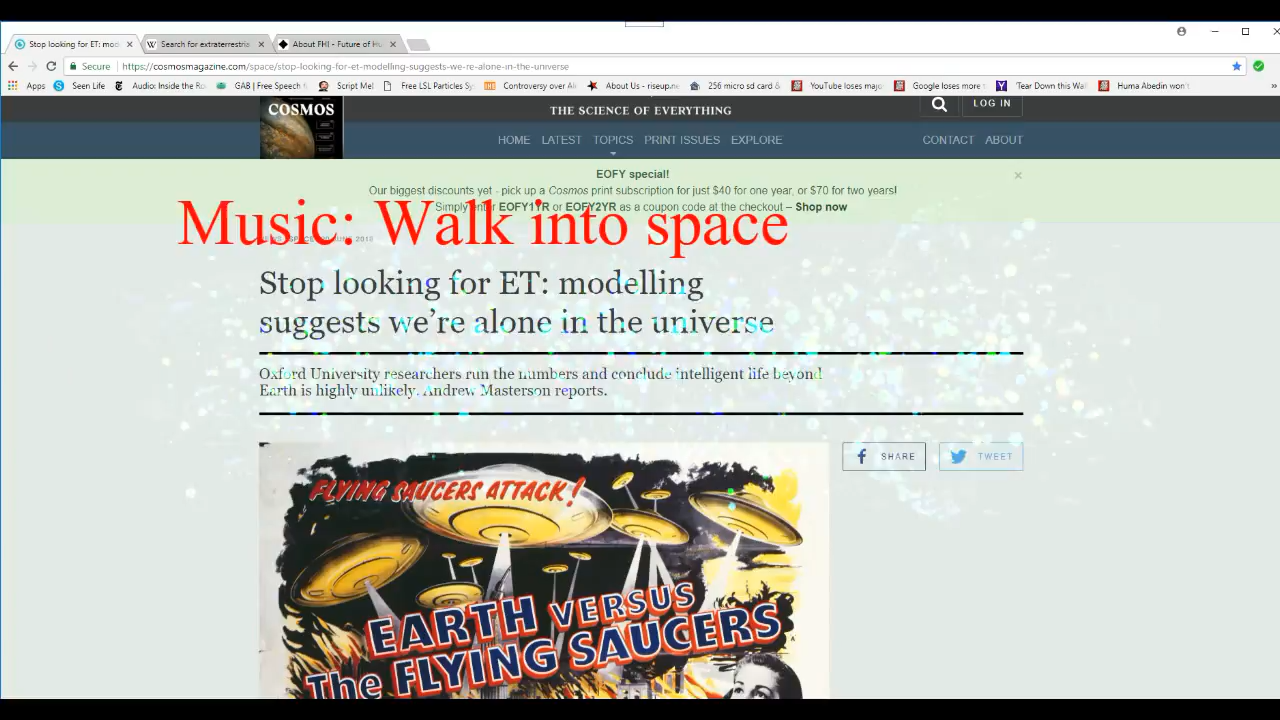 Stop looking for ET: mod
Search for extraterrestria
About FHI - Future of Hu
Secure
https://cosmosmagazine.com/space/stop-looking-for-et-modelling-suggests-we-re-alone-in-the-universe
Apps
Seen Life
Audio: Inside the Ro
GAB | Free Speech f
Script Me!
Free LSL Particles Sy
Controversy over Al
About Us - riseup.ne
256 micro sd card &
YouTube loses majo
Google loses more
Tear Down this Wal
Huma Abedin won't
»
COSMOS
THE SCIENCE OF EVERYTHING
LOG IN
HOME LATEST TOPICS PRINT ISSUES EXPLORE
CONTACT ABOUT
EOFY special!
Our biggest discounts yet - pick up a Cosmos print subscription for just $40 for one year, or $70 for two years!
Simply enter EOFY1YR or EOFY2YR as a coupon code at the checkout – Shop now
Music: Walk into space
Stop looking for ET: modelling
suggests we're alone in the universe
Oxford University researchers run the numbers and conclude intelligent life beyond
Earth is highly unlikely. Andrew Masterson reports.
SHARE
TWEET
FLYING SAUCERS ATTACK!
EARTH VERSUS
The FLYING SAUCERS